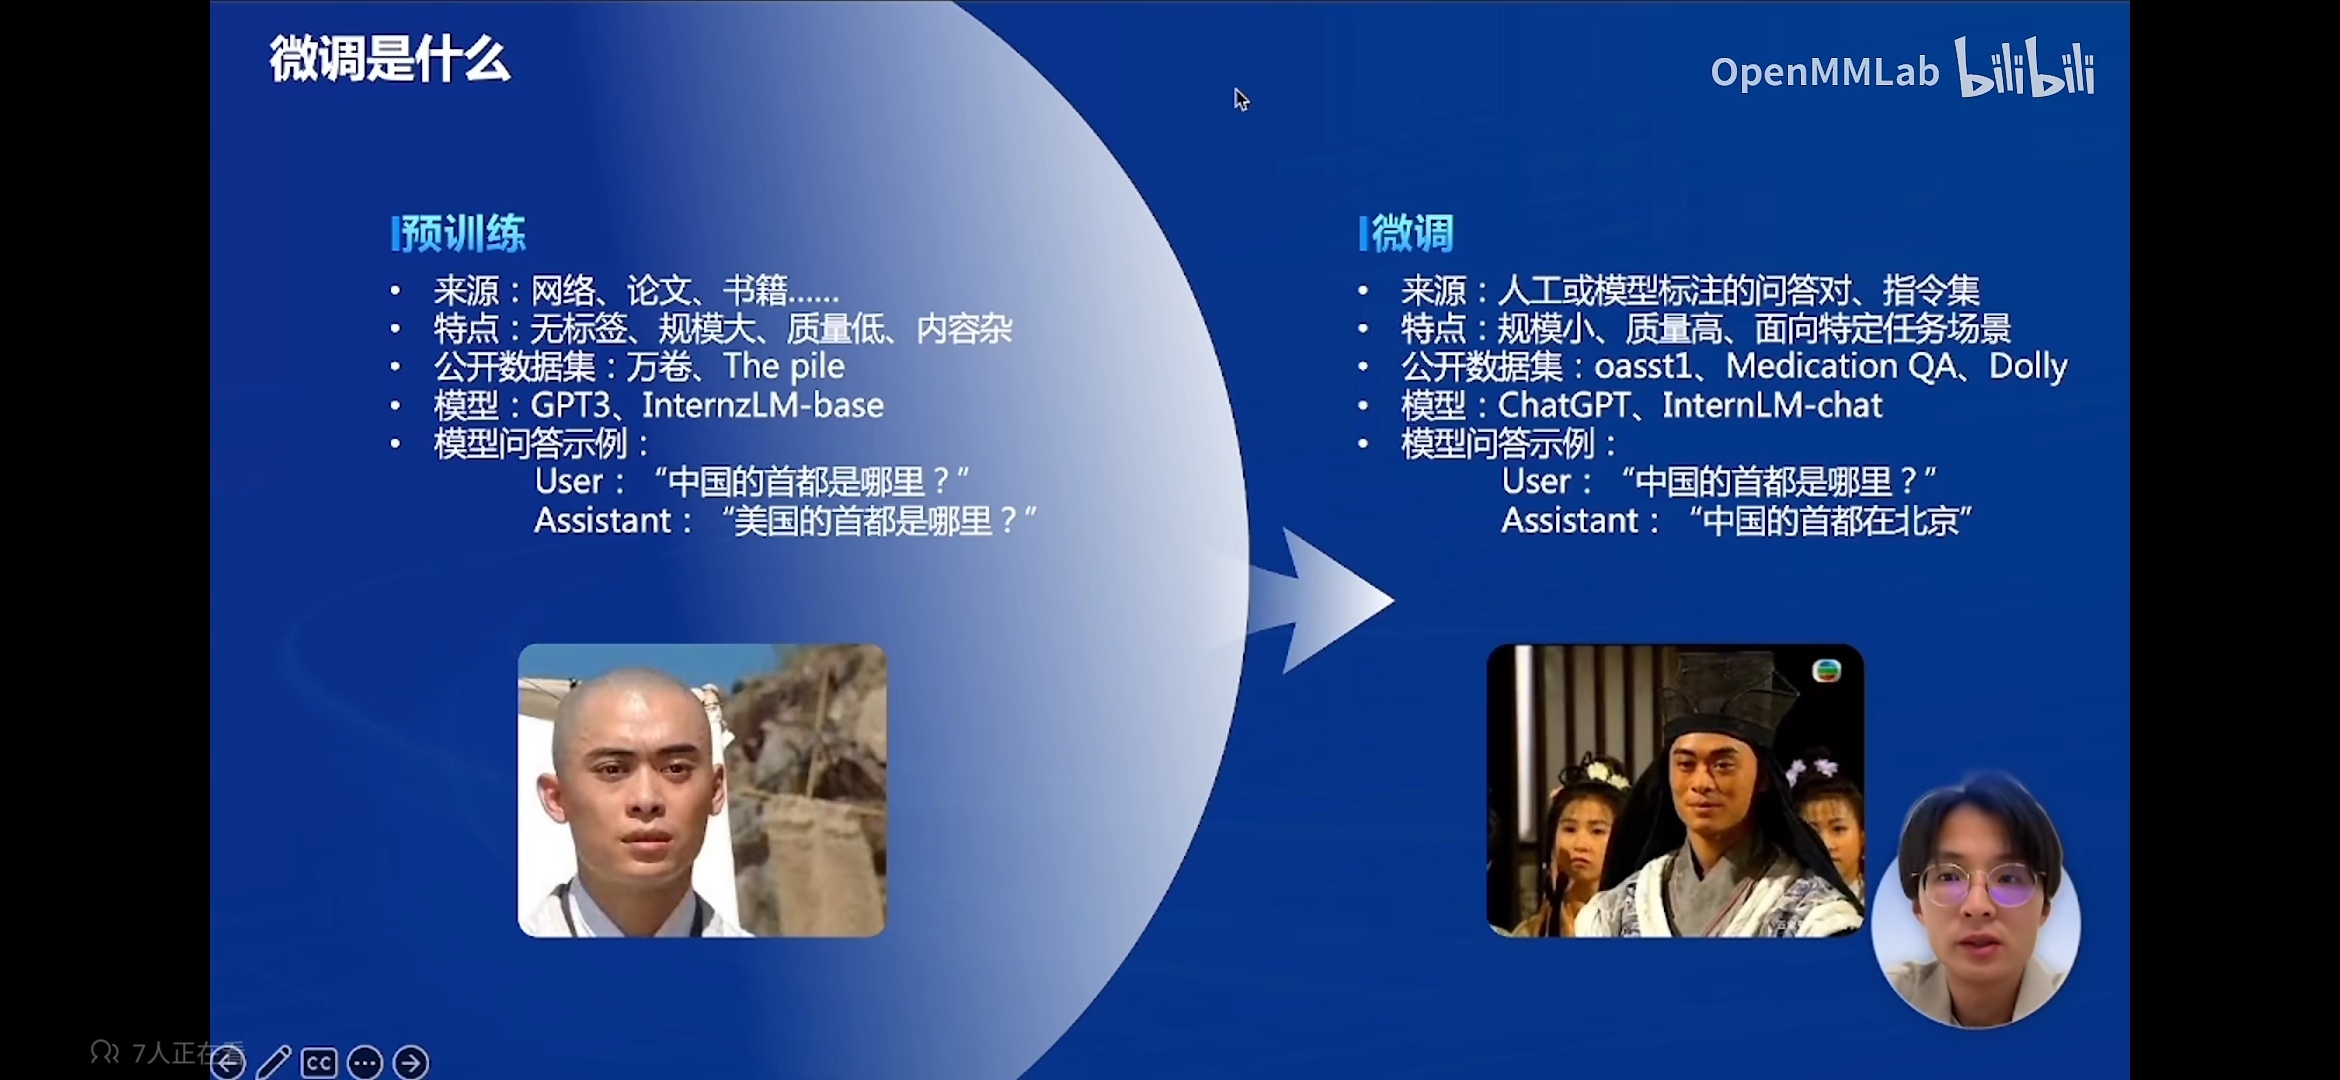 微调是什么
OpenMMLab bilibili
预训练
• 来源：网络、论文、书籍……
• 特点：无标签、规模大、质量低、内容杂
• 公开数据集：万卷、The pile
• 模型：GPT3、InternzLM-base
• 模型问答示例：
User：“中国的首都是哪里？”
Assistant：“美国的首都是哪里？”
微调
• 来源：人工或模型标注的问答对、指令集
• 特点：规模小、质量高、面向特定任务场景
• 公开数据集：oasst1、Medication QA、Dolly
• 模型：ChatGPT、InternLM-chat
• 模型问答示例：
User：“中国的首都是哪里？”
Assistant：“中国的首都在北京”
7人正在看
CC